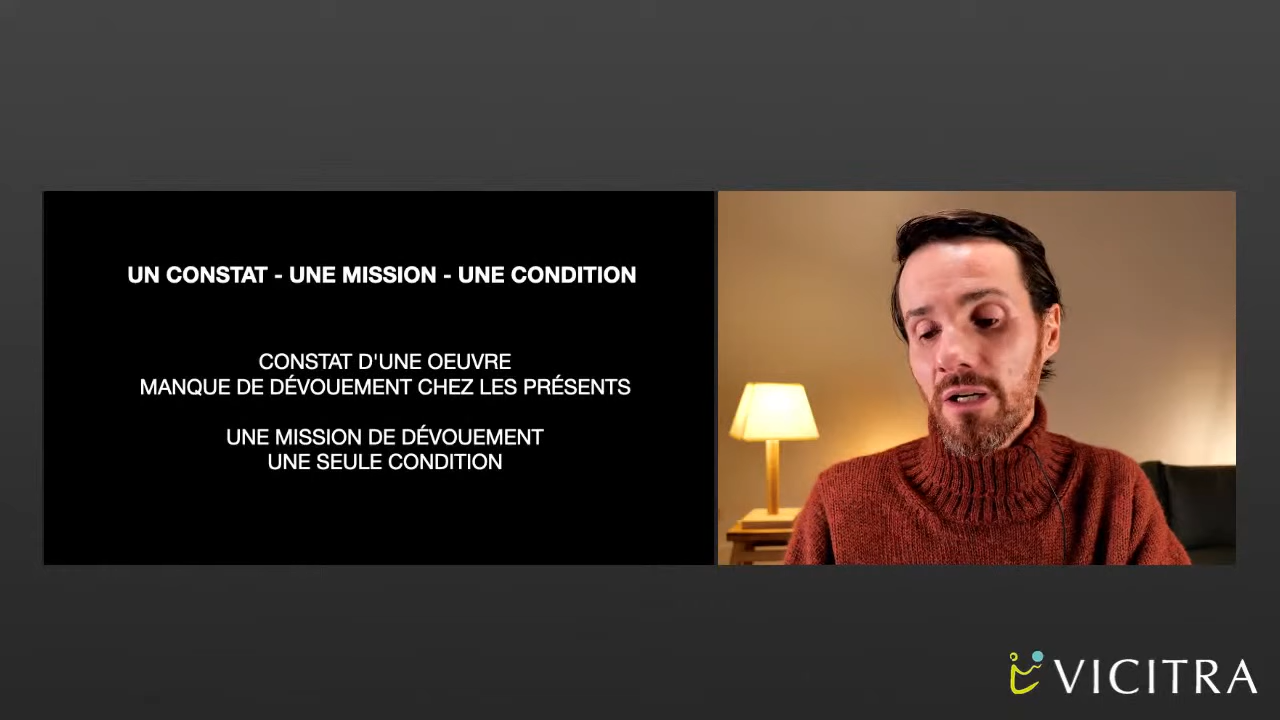 UN CONSTAT - UNE MISSION - UNE CONDITION
CONSTAT D'UNE OEUVRE
MANQUE DE DÉVOUEMENT CHEZ LES PRÉSENTS
UNE MISSION DE DÉVOUEMENT
UNE SEULE CONDITION
VICITRA